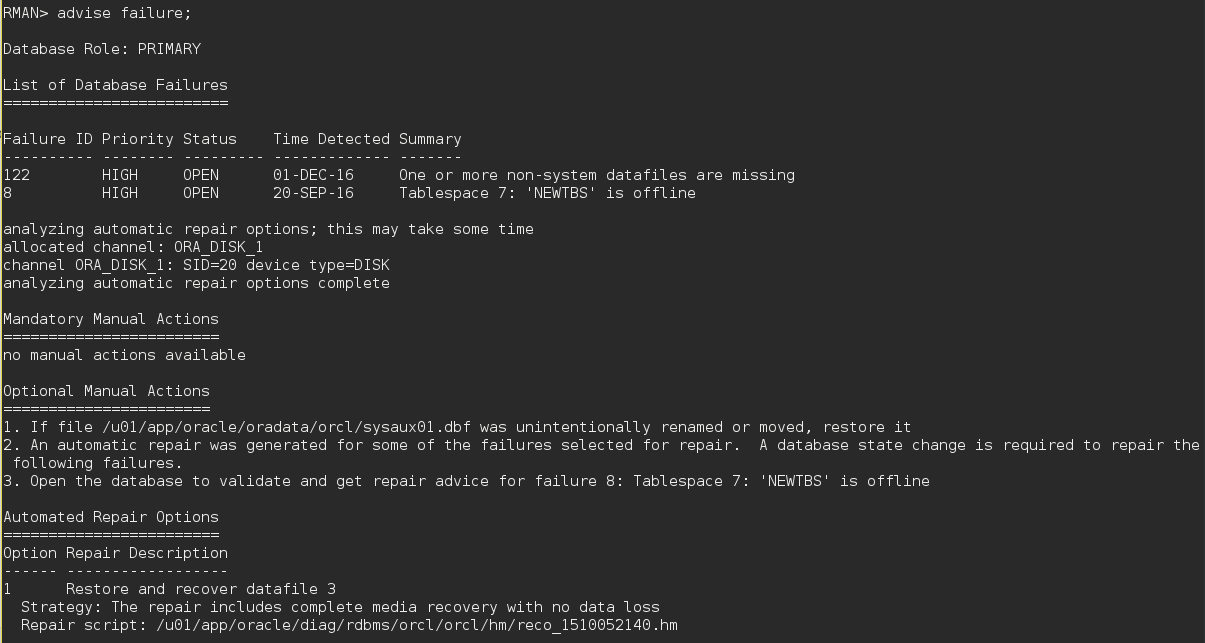 RMAN> advise failure;
Database Role: PRIMARY
List of Database Failures
=========================
Failure ID Priority Status    Time Detected Summary
---------- -------- --------- ------------- -------
122        HIGH     OPEN      01-DEC-16     One or more non-system datafiles are missing
8          HIGH     OPEN      20-SEP-16     Tablespace 7: 'NEWTBS' is offline
analyzing automatic repair options; this may take some time
allocated channel: ORA_DISK_1
channel ORA_DISK_1: SID=20 device type=DISK
analyzing automatic repair options complete
Mandatory Manual Actions
========================
no manual actions available
Optional Manual Actions
=======================
1. If file /u01/app/oracle/oradata/orcl/sysaux01.dbf was unintentionally renamed or moved, restore it
2. An automatic repair was generated for some of the failures selected for repair.  A database state change is required to repair the
 following failures.
3. Open the database to validate and get repair advice for failure 8: Tablespace 7: 'NEWTBS' is offline
Automated Repair Options
========================
Option Repair Description
------ ------------------
1      Restore and recover datafile 3
  Strategy: The repair includes complete media recovery with no data loss
  Repair script: /u01/app/oracle/diag/rdbms/orcl/orcl/hm/reco_1510052140.hm